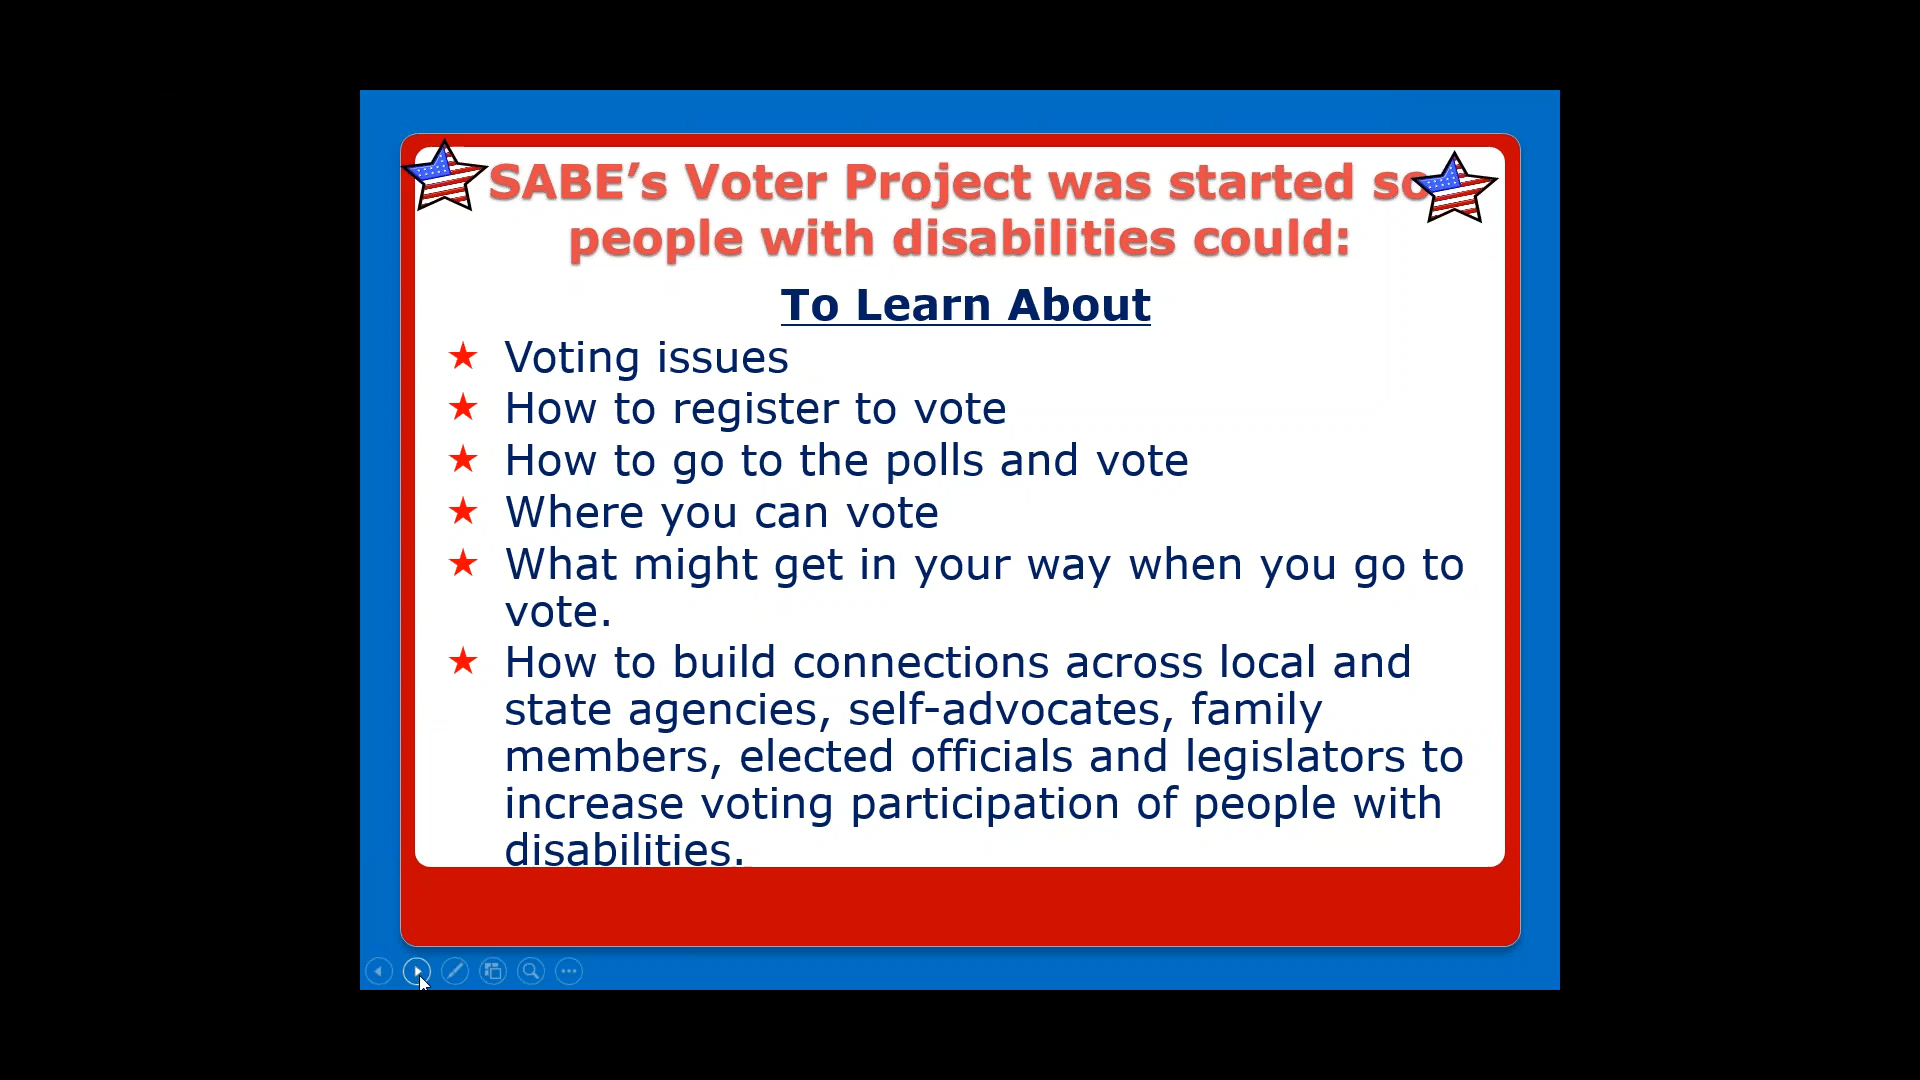 SABE’s Voter Project was started so
people with disabilities could:
To Learn About
★ Voting issues
★ How to register to vote
★ How to go to the polls and vote
★ Where you can vote
★ What might get in your way when you go to
vote.
★ How to build connections across local and
state agencies, self-advocates, family
members, elected officials and legislators to
increase voting participation of people with
disabilities.